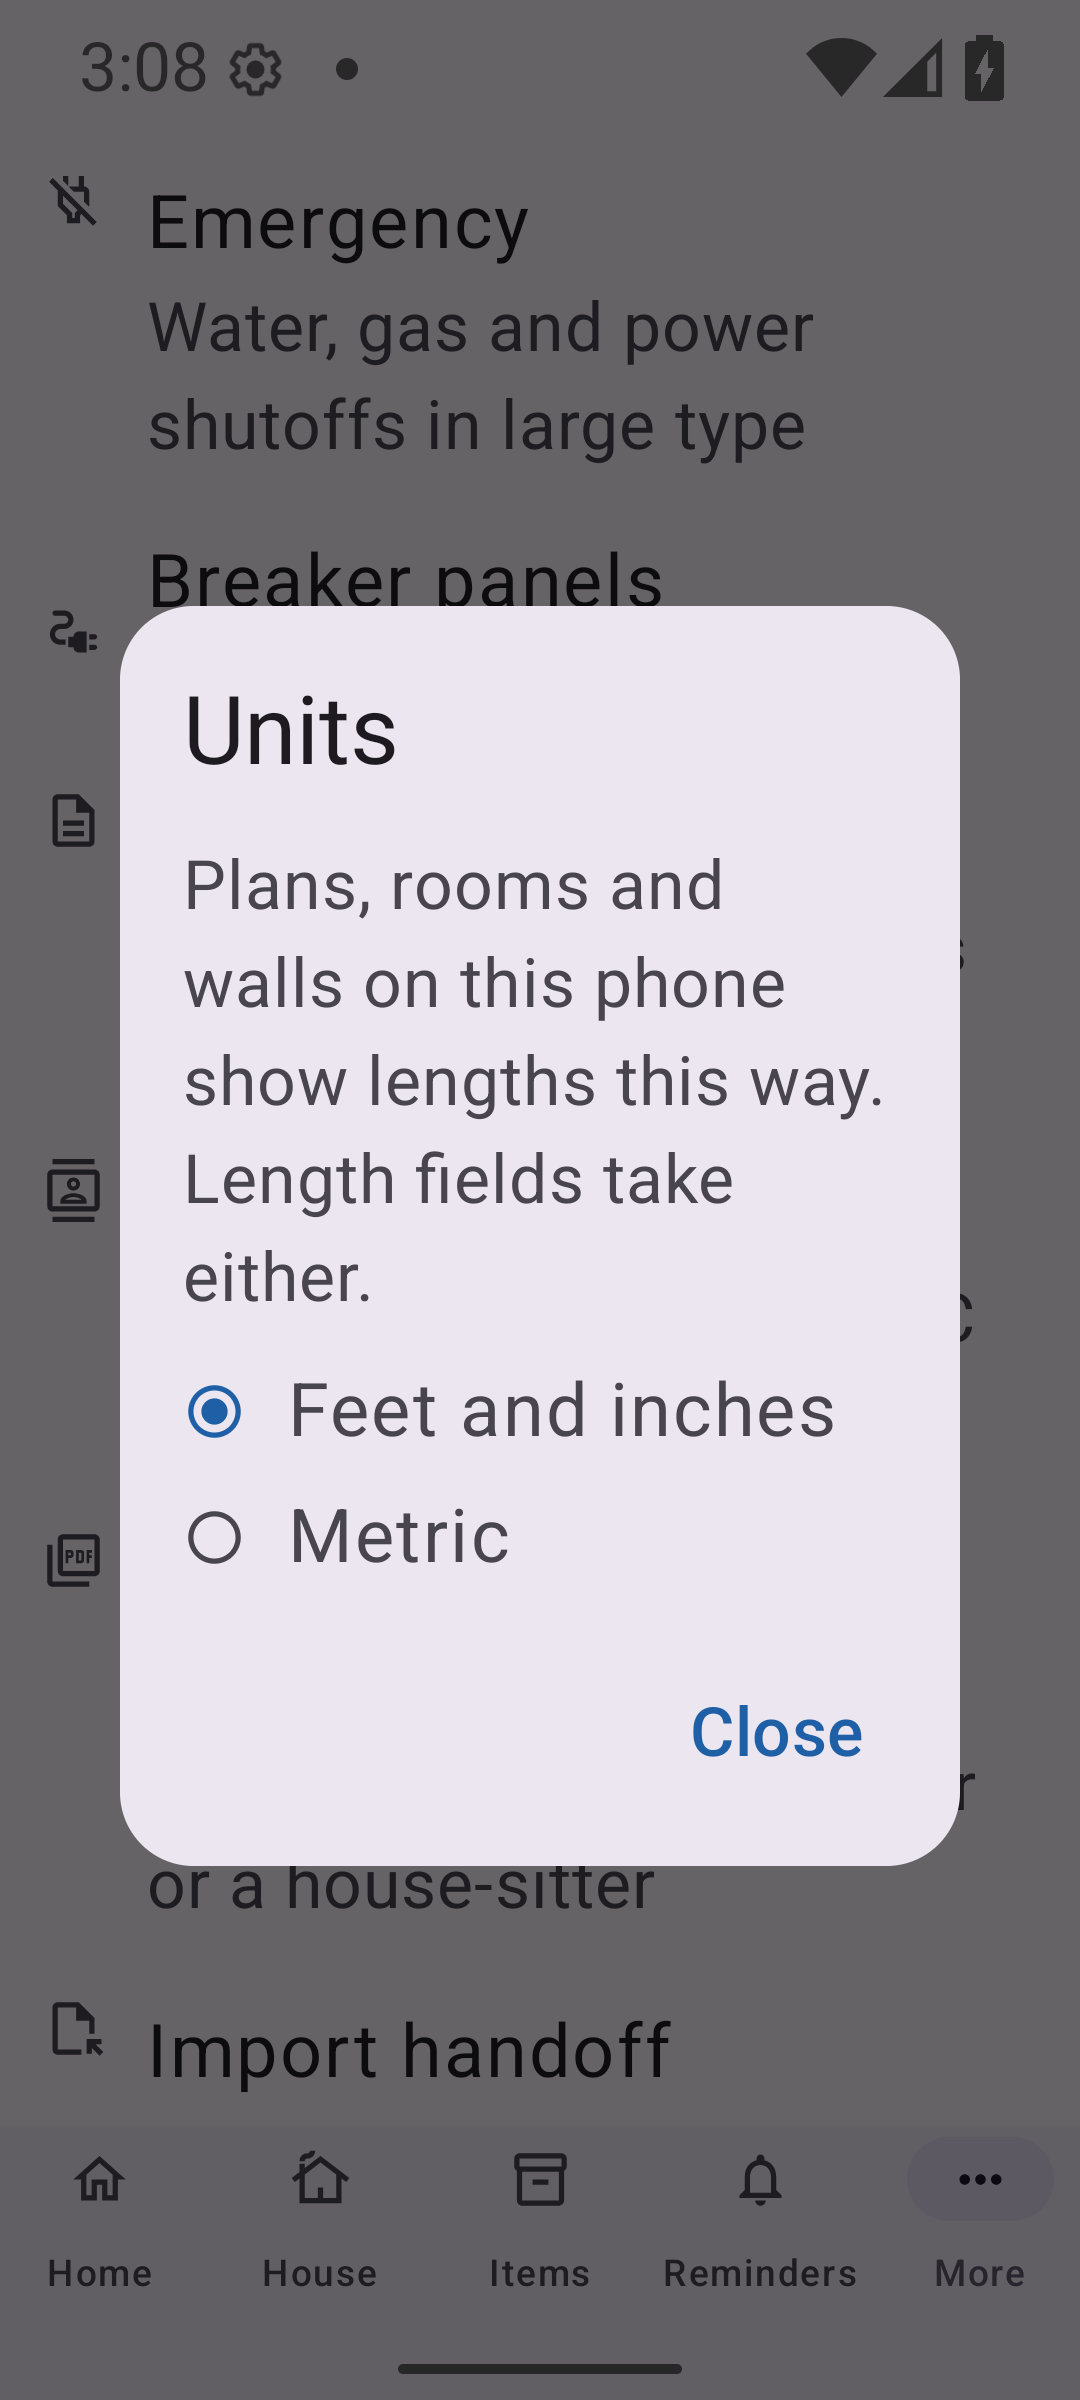 3:08
Emergency
Water, gas and power
shutoffs in large type
Breaker panels
Units
Plans, rooms and
walls on this phone
show lengths this way.
Length fields take
either.
Feet and inches
Metric
PDF
Close
or a house-sitter
Import handoff
Home
House
Items
Reminders
More